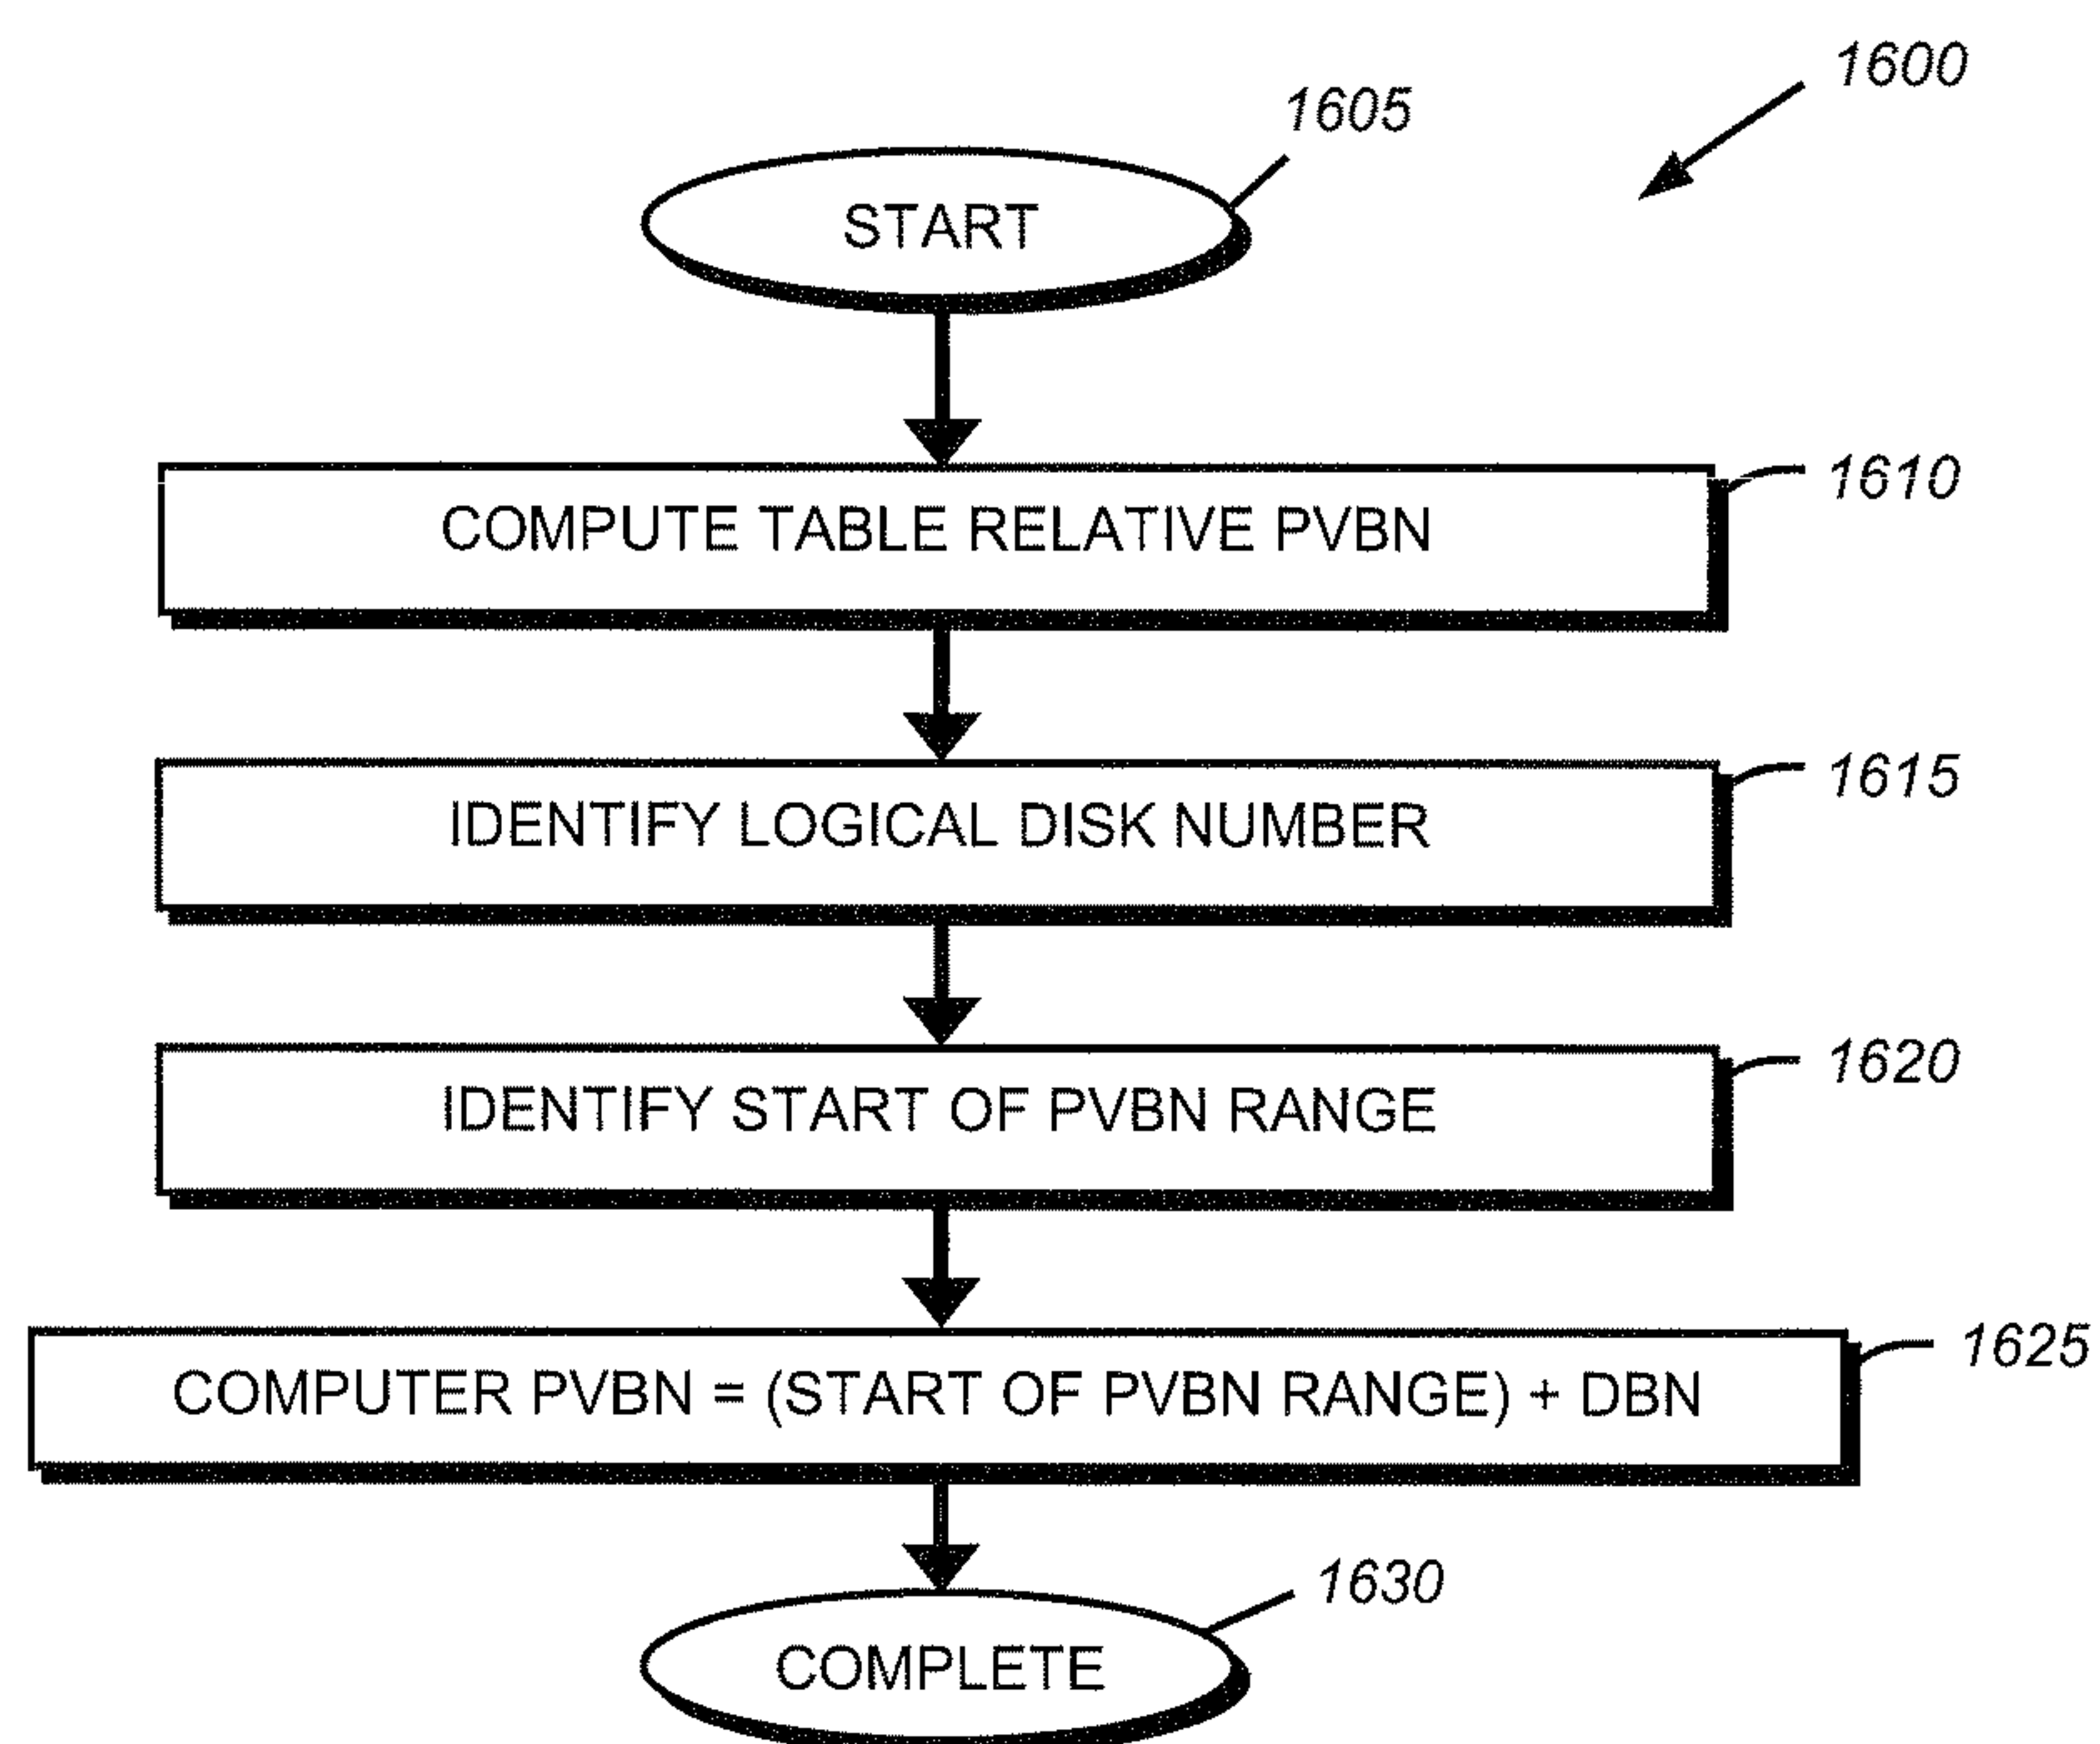 1600
1605
START
1610
COMPUTE TABLE RELATIVE PVBN
1615
IDENTIFY LOGICAL DISK NUMBER
1620
IDENTIFY START OF PVBN RANGE
1625
COMPUTER PVBN = (START OF PVBN RANGE) + DBN
1630
COMPLETE